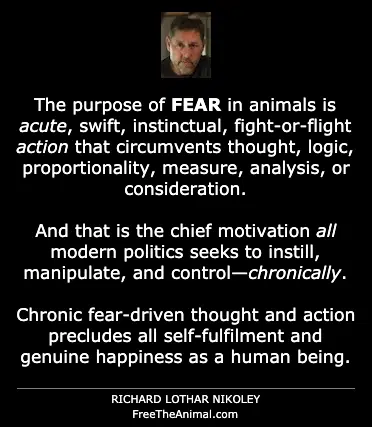 The purpose of FEAR in animals is
acute, swift, instinctual, fight-or-flight
action that circumvents thought, logic,
proportionality, measure, analysis, or
consideration.
And that is the chief motivation all
modern politics seeks to instill,
manipulate, and control—chronically.
Chronic fear-driven thought and action
precludes all self-fulfilment and
genuine happiness as a human being.
RICHARD LOTHAR NIKOLEY
FreeTheAnimal.com